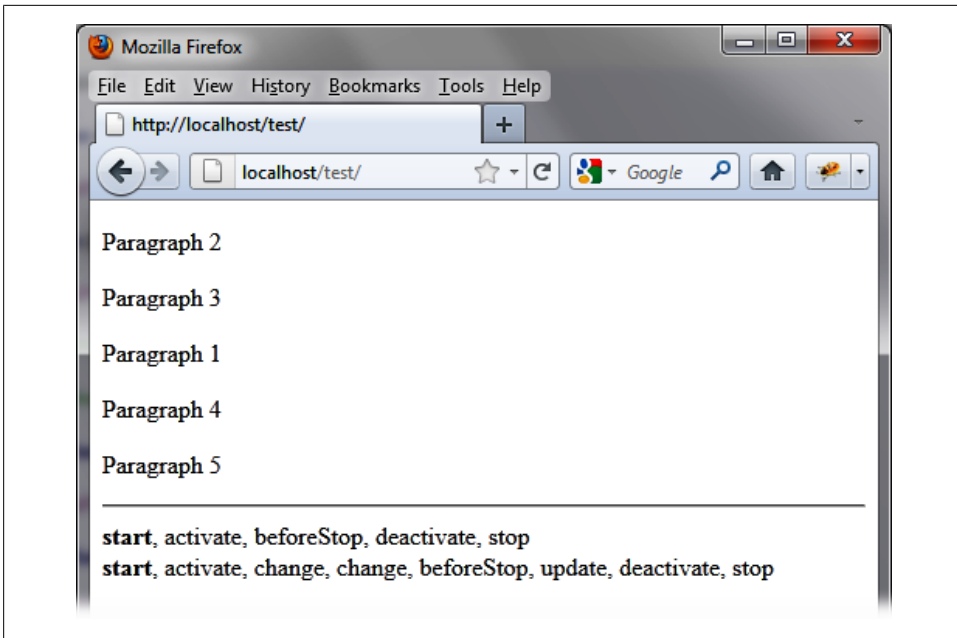 Mozilla Firefox
File Edit View History Bookmarks Tools Help
http://localhost/test/
localhost/test/ Google
Paragraph 2
Paragraph 3
Paragraph 1
Paragraph 4
Paragraph 5
start, activate, beforeStop, deactivate, stop
start, activate, change, change, beforeStop, update, deactivate, stop